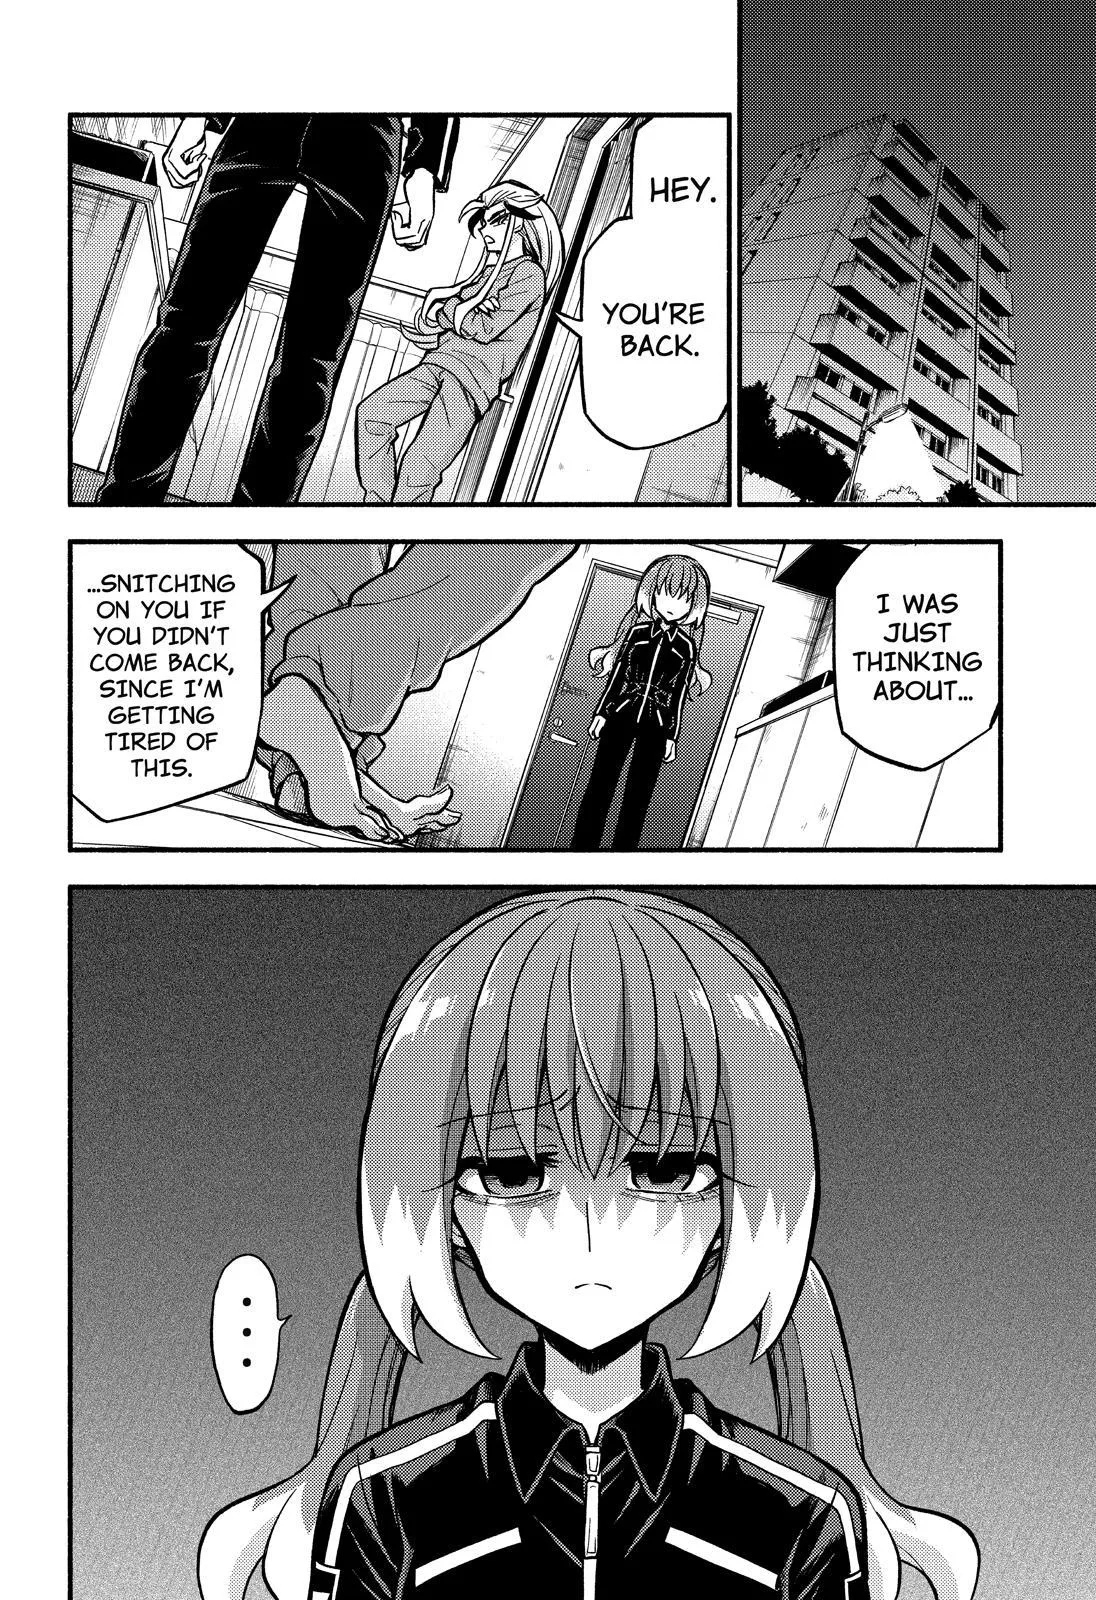 HEY.
YOU'RE
BACK.
I WAS
JUST
THINKING
ABOUT...
...SNITCHING
ON YOU IF
YOU DIDN'T
COME BACK,
SINCE I'M
GETTING
TIRED OF
THIS.
...